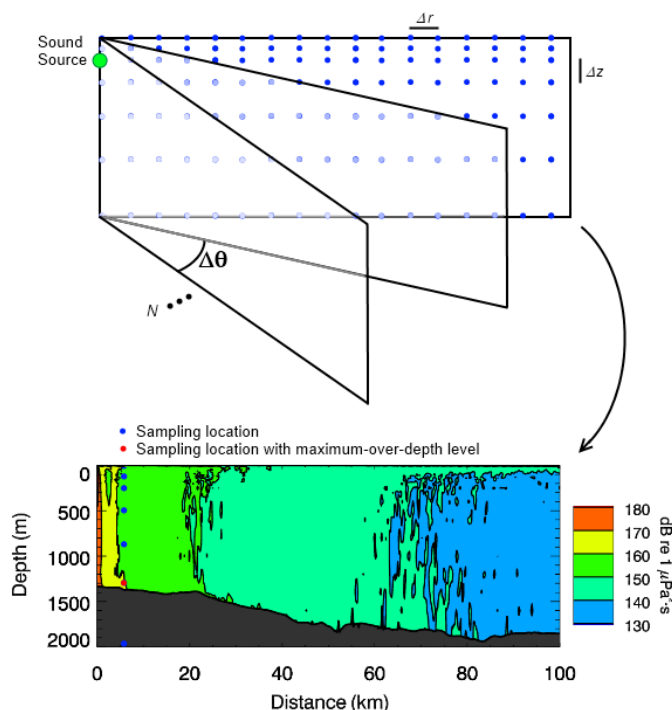 Sound
Source
Δr
Δz
Δθ
N
Sampling location
Sampling location with maximum-over-depth level
0
500
1000
1500
2000
Depth (m)
0
20
40
60
80
100
Distance (km)
180
170
160
150
140
130
dB re 1 µPa²·s